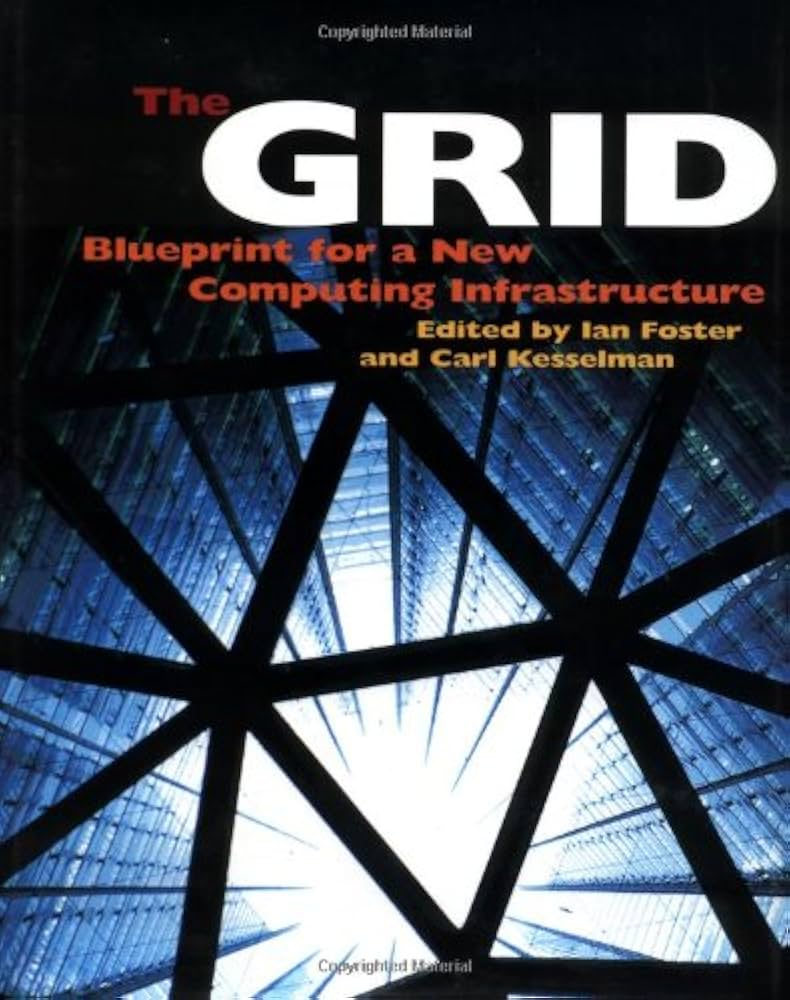 Copyrighted Material
The
GRID
Blueprint for a New
Computing Infrastructure
Edited by Ian Foster
and Carl Kesselman
Copyrighted Material